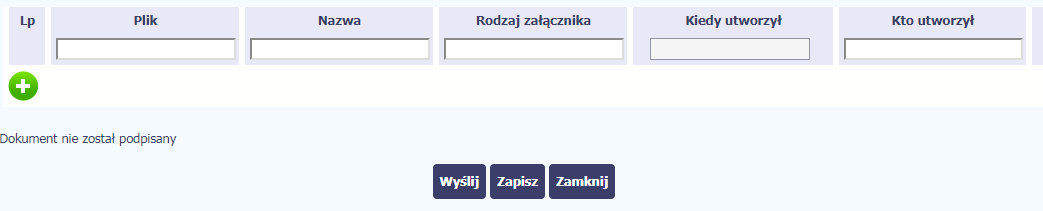 Lp Plik Nazwa Rodzaj załącznika Kiedy utworzył Kto utworzył
Dokument nie został podpisany
Wyślij Zapisz Zamknij